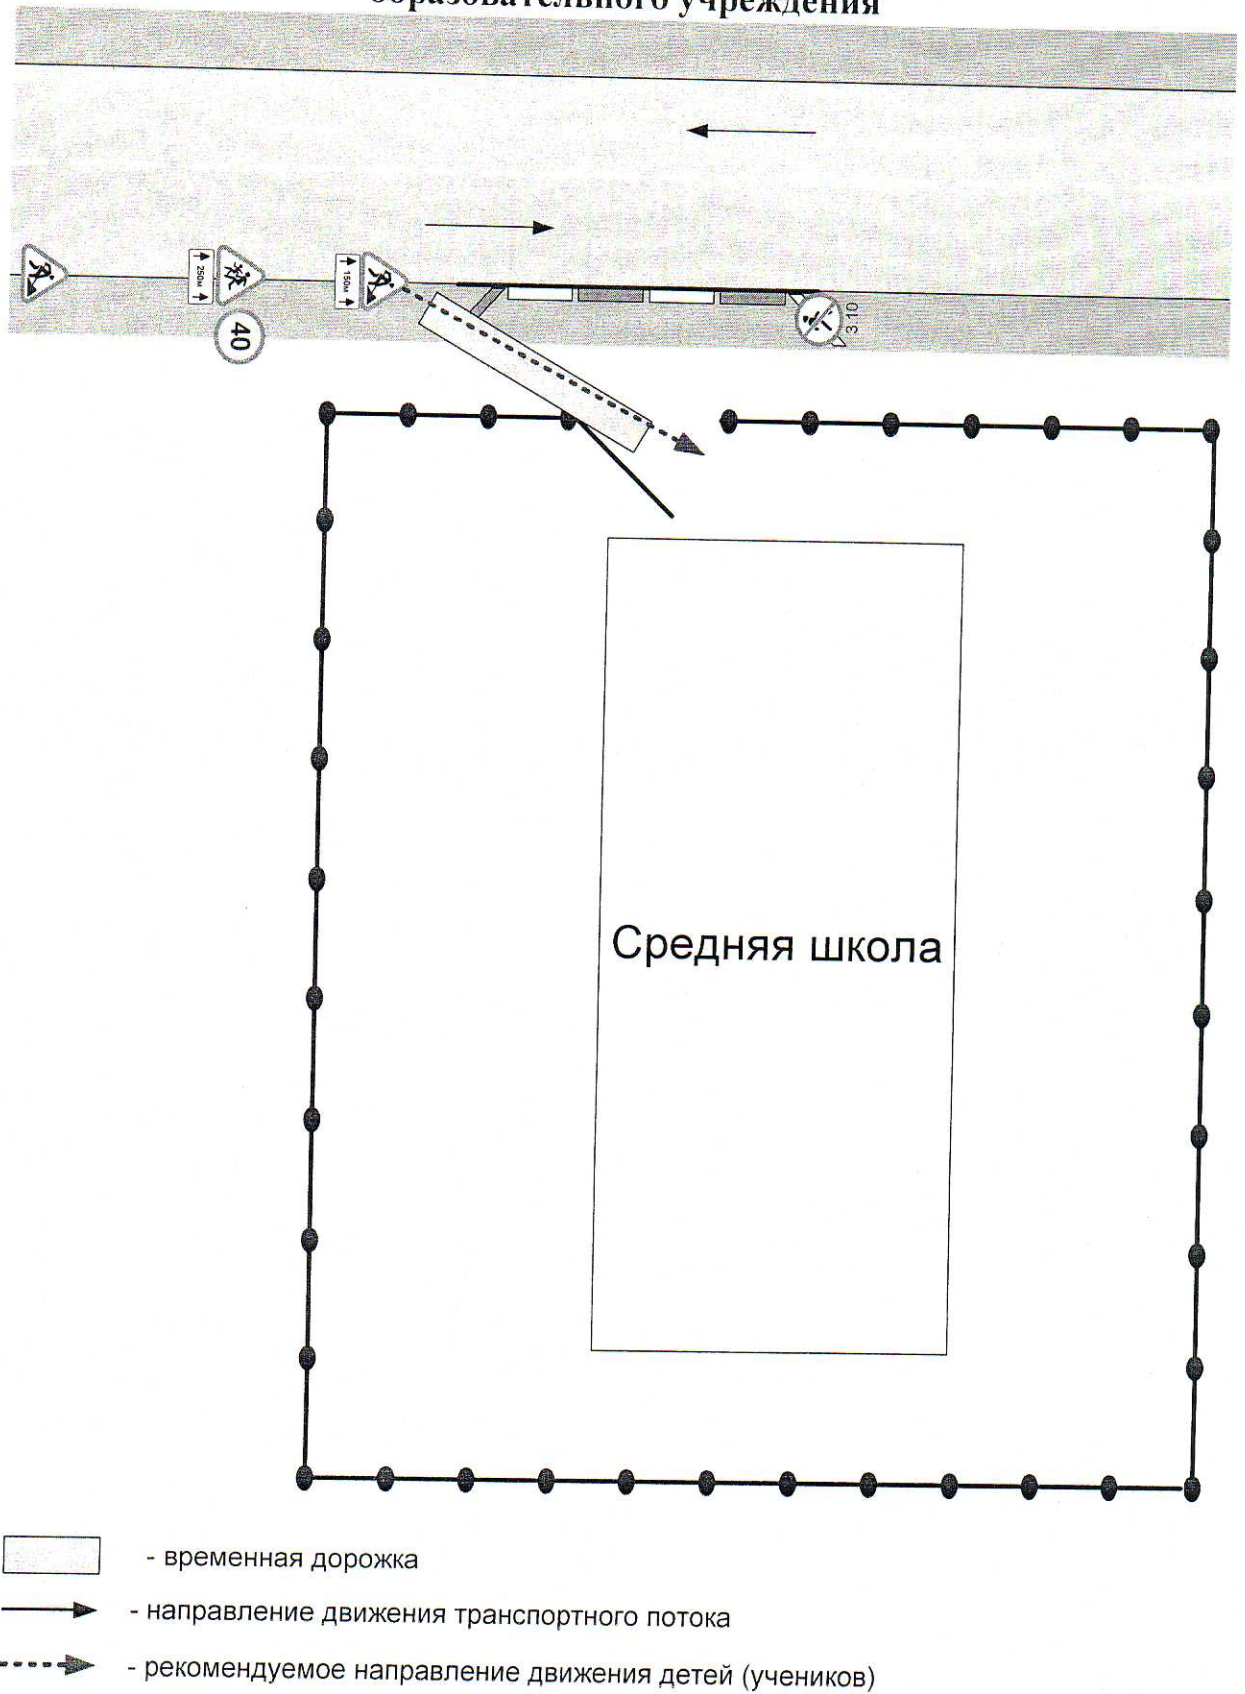 образовательного учреждения
250м
150м
3.10
40
Средняя школа
- временная дорожка
- направление движения транспортного потока
- рекомендуемое направление движения детей (учеников)